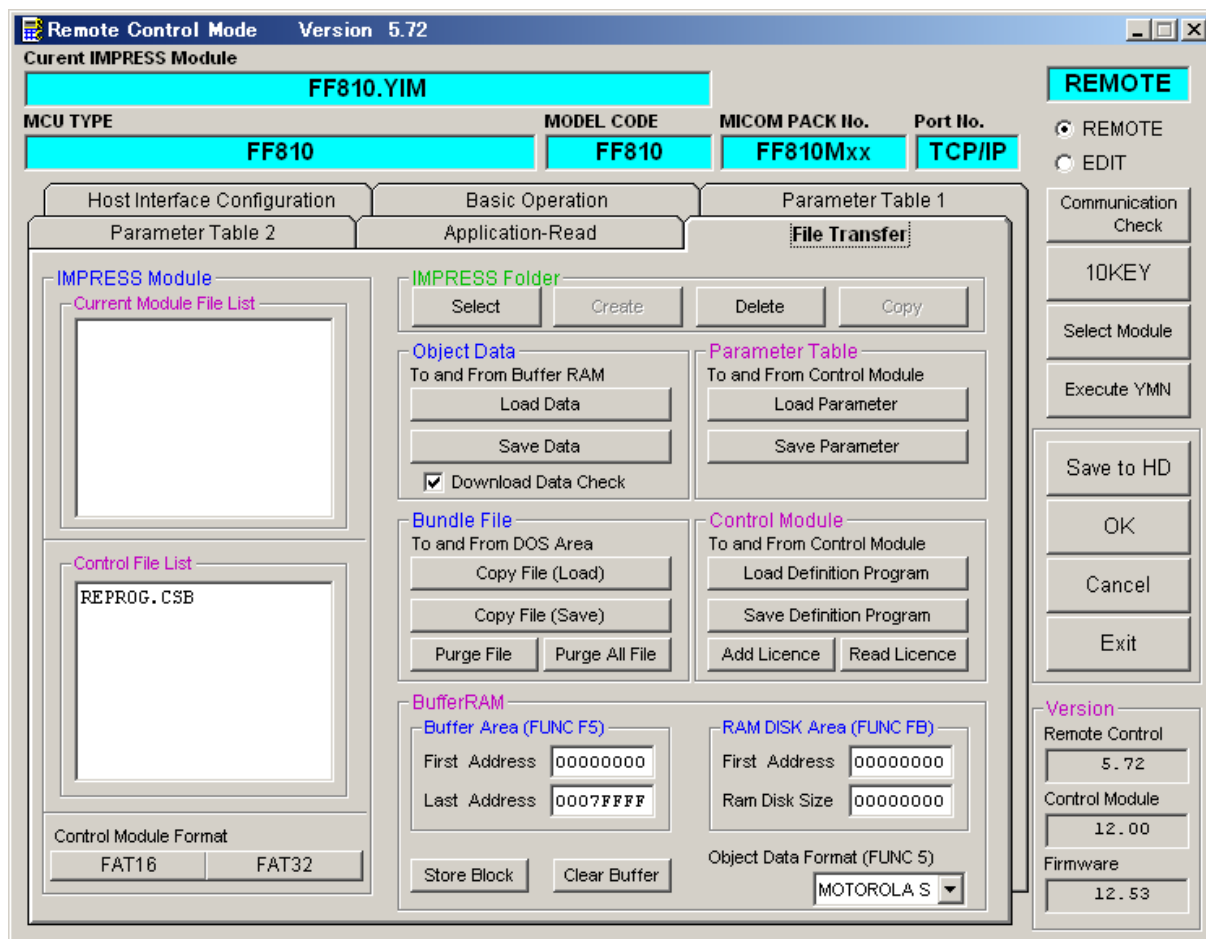 Remote Control Mode Version 5.72
Curent IMPRESS Module
FF810.YIM
REMOTE
MCU TYPE MODEL CODE MICOM PACK No. Port No.
FF810 FF810 FF810Mxx TCP/IP
REMOTE
EDIT
Host Interface Configuration Basic Operation Parameter Table 1
Parameter Table 2 Application-Read File Transfer
IMPRESS Module
Current Module File List
Control File List
REPROG.CSB
Control Module Format
FAT16 FAT32
IMPRESS Folder
Select Create Delete Copy
Object Data
To and From Buffer RAM
Load Data
Save Data
Download Data Check
Parameter Table
To and From Control Module
Load Parameter
Save Parameter
Bundle File
To and From DOS Area
Copy File (Load)
Copy File (Save)
Purge File Purge All File
Control Module
To and From Control Module
Load Definition Program
Save Definition Program
Add Licence Read Licence
BufferRAM
Buffer Area (FUNC F5)
First Address 00000000
Last Address 0007FFFF
RAM DISK Area (FUNC FB)
First Address 00000000
Ram Disk Size 00000000
Store Block Clear Buffer
Object Data Format (FUNC 5)
MOTOROLA S
Communication
Check
10KEY
Select Module
Execute YMN
Save to HD
OK
Cancel
Exit
Version
Remote Control
5.72
Control Module
12.00
Firmware
12.53